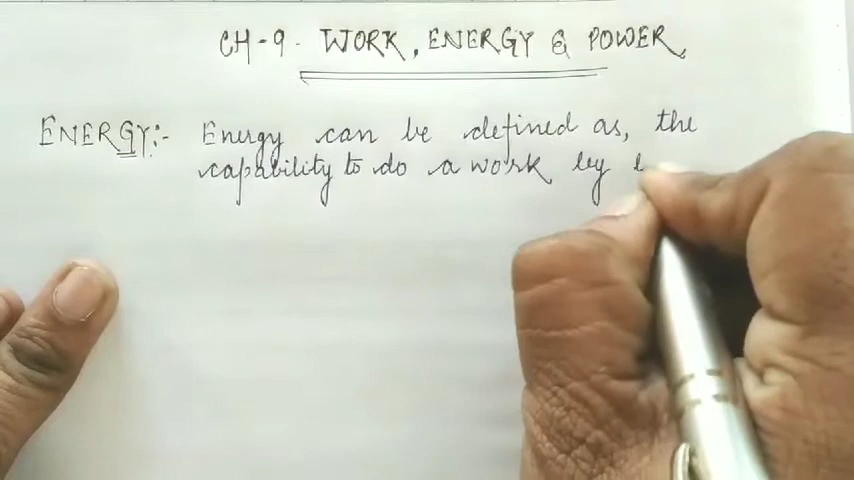 CH-9. WORK, ENERGY & POWER
ENERGY:- Energy can be defined as, the
capability to do a work by